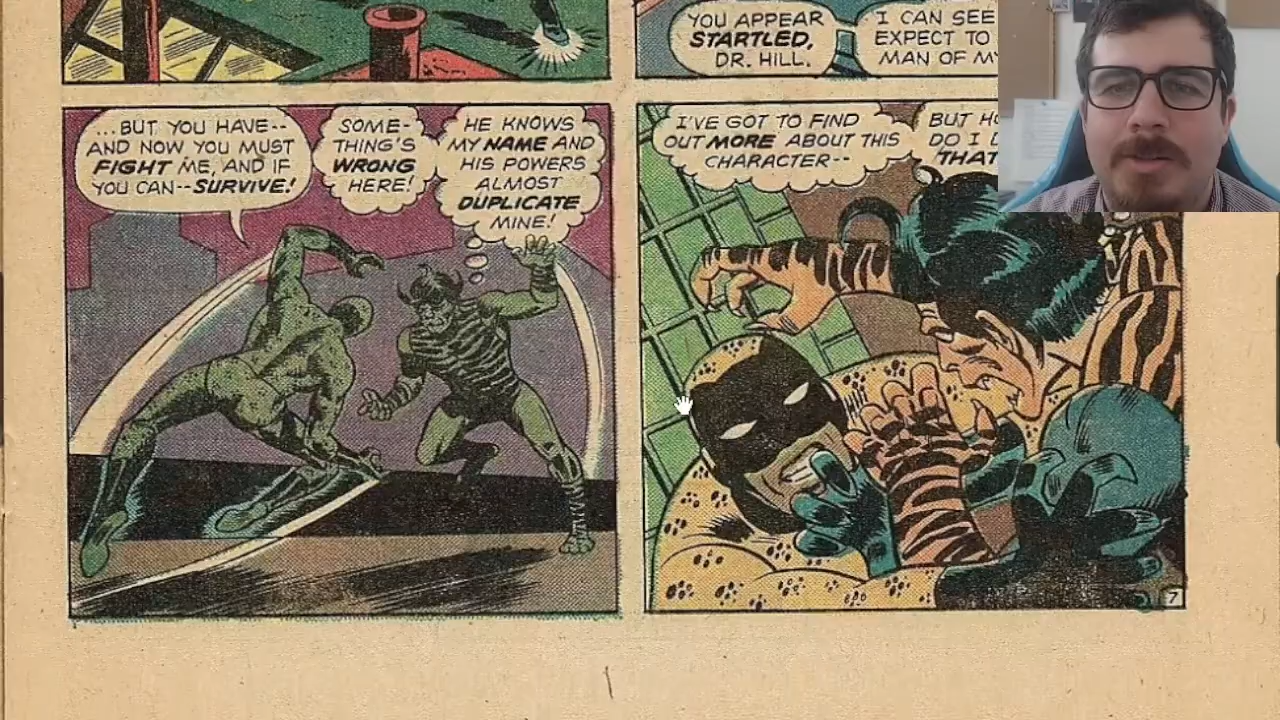 YOU APPEAR
STARTLED,
DR. HILL.
I CAN SEE
EXPECT TO
MAN OF
...BUT YOU HAVE--
AND NOW YOU MUST
FIGHT ME, AND IF
YOU CAN--SURVIVE!
SOME-
THING'S
WRONG
HERE!
HE KNOWS
MY NAME AND
HIS POWERS
ALMOST
DUPLICATE
MINE!
I'VE GOT TO FIND
OUT MORE ABOUT THIS
CHARACTER--
BUT
DO I
7